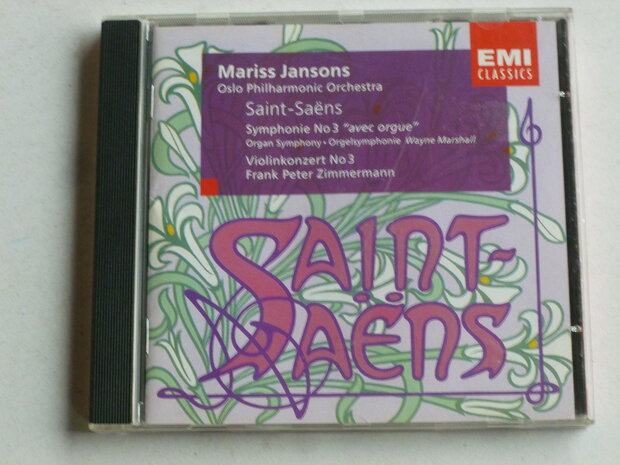 EMI
CLASSICS
Mariss Jansons
Oslo Philharmonic Orchestra
Saint-Saëns
Symphonie No 3 "avec orgue"
Organ Symphony • Orgelsymphonie Wayne Marshall
Violinkonzert No 3
Frank Peter Zimmermann
SAINT-
SAËNS